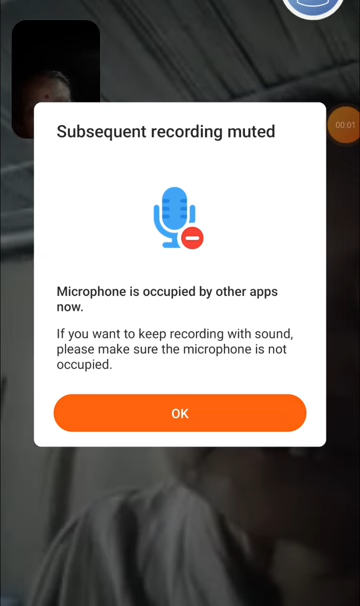 Subsequent recording muted
00:01
Microphone is occupied by other apps
now.
If you want to keep recording with sound,
please make sure the microphone is not
occupied.
OK